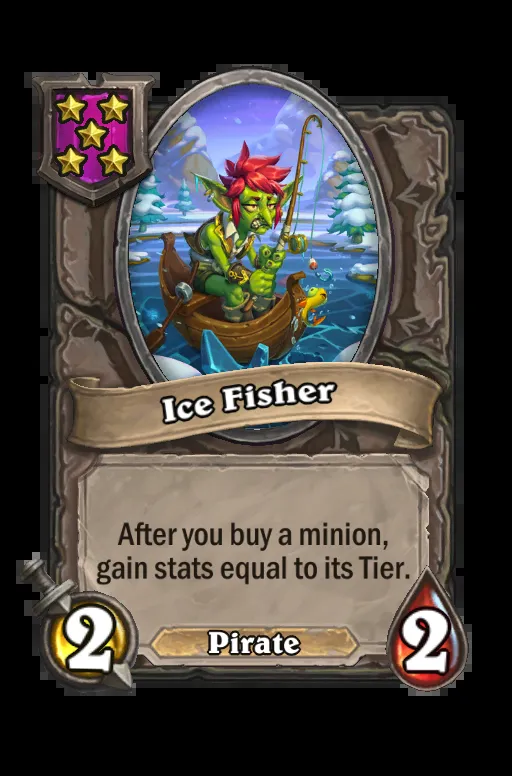 Ice Fisher
After you buy a minion,
gain stats equal to its Tier.
2
Pirate
2